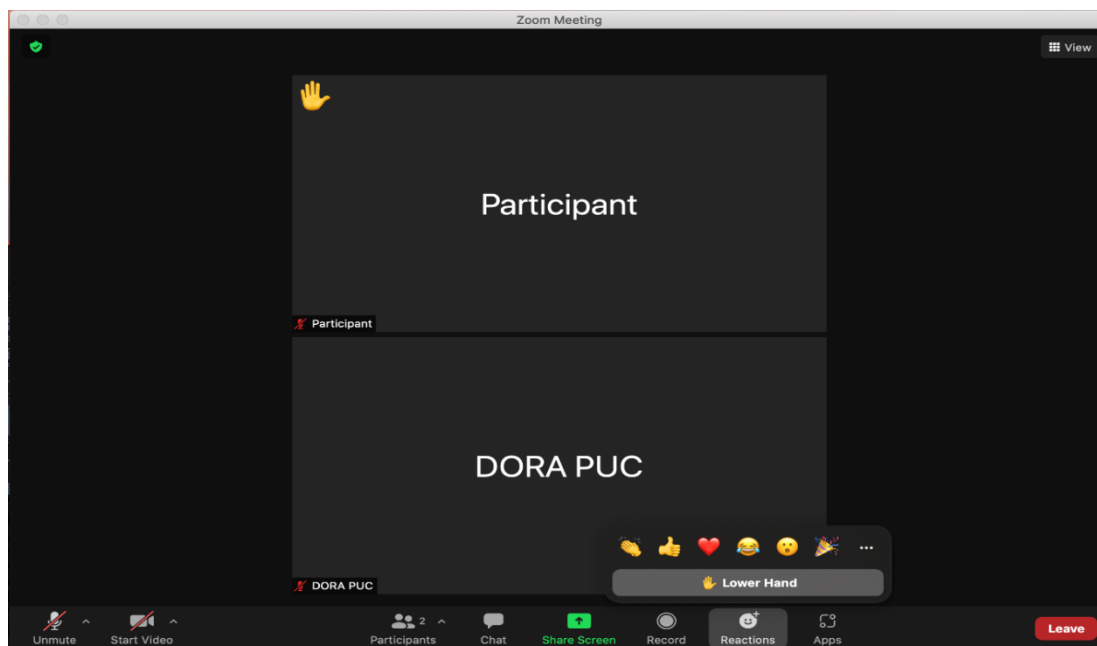 Zoom Meeting
View
Participant
Participant
DORA PUC
DORA PUC
Lower Hand
Unmute
Start Video
2
Participants
Chat
Share Screen
Record
Reactions
Apps
Leave